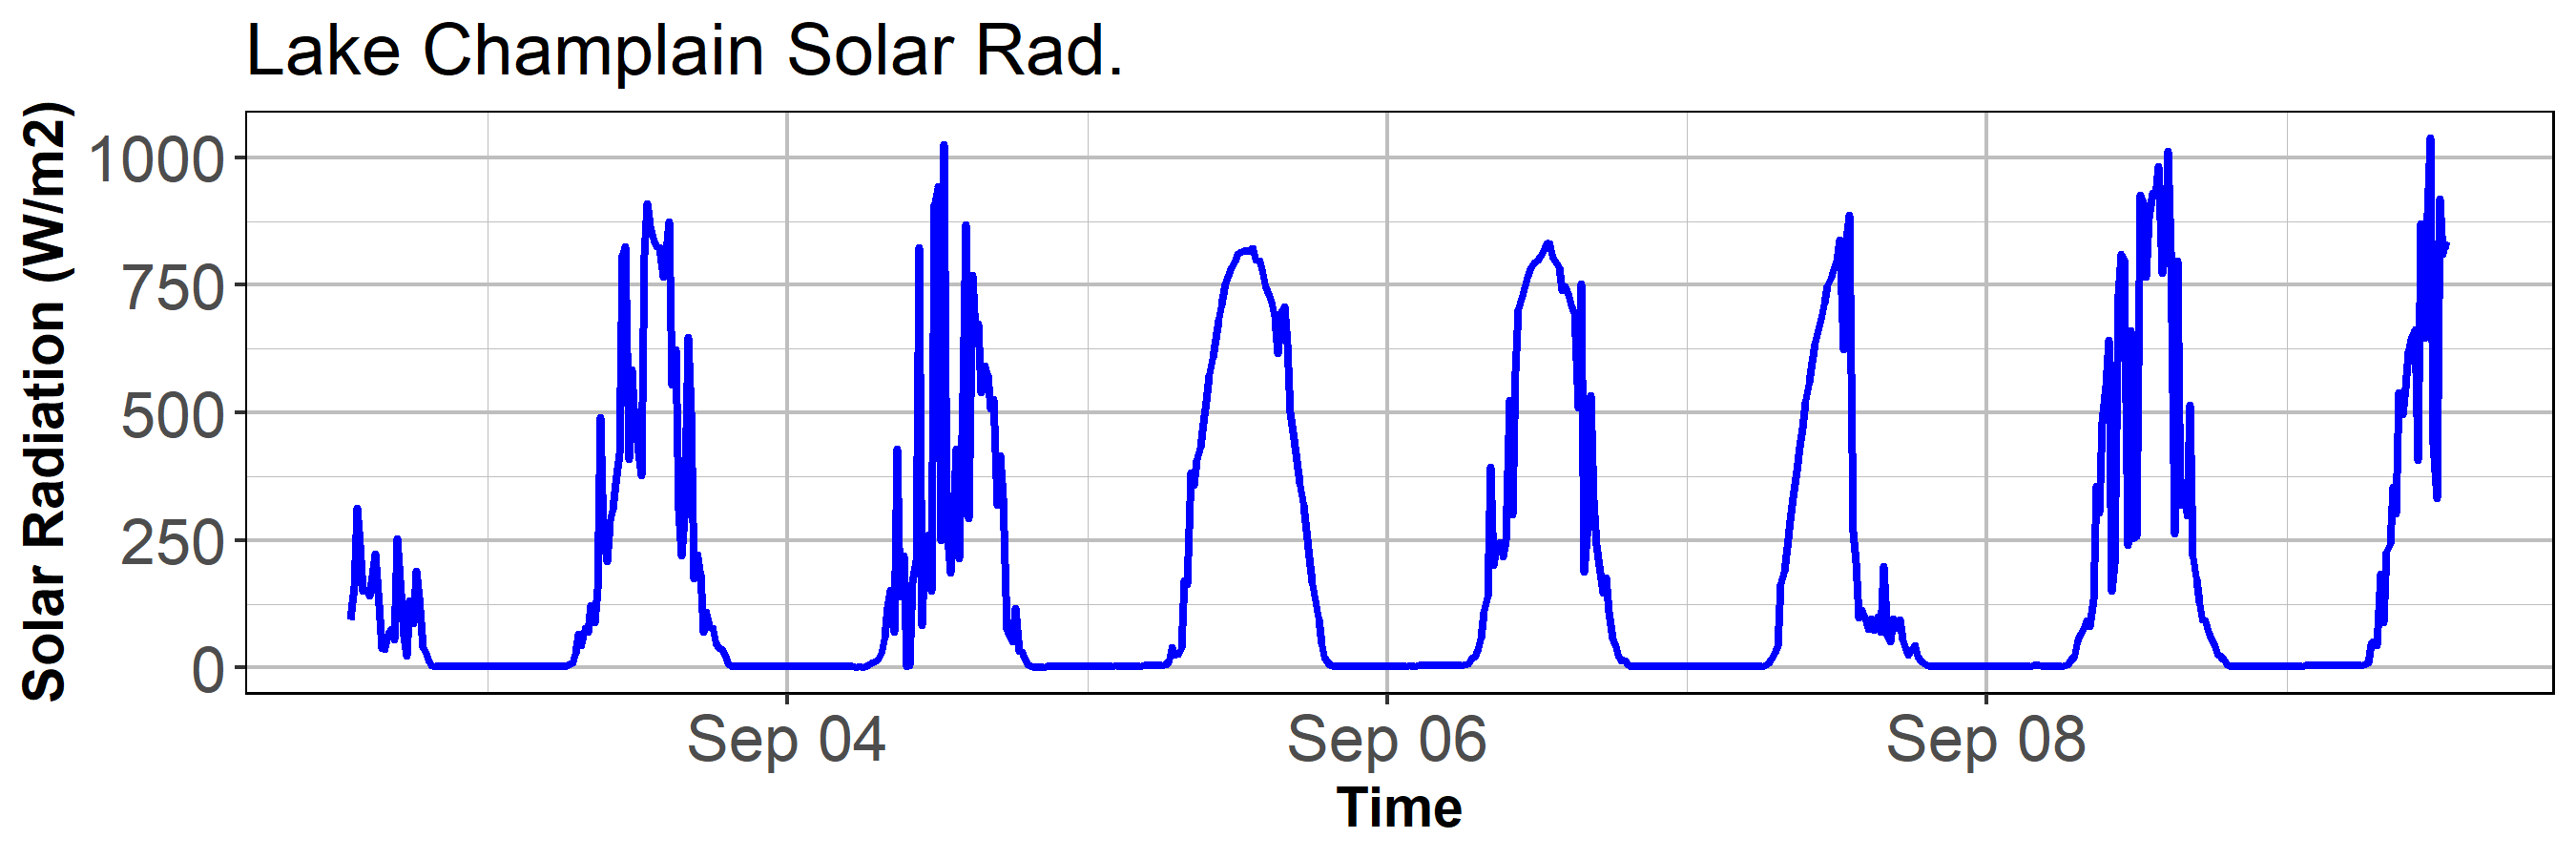 Lake Champlain Solar Rad.
Solar Radiation (W/m2)
1000
750
500
250
0
Sep 04 Sep 06 Sep 08
Time